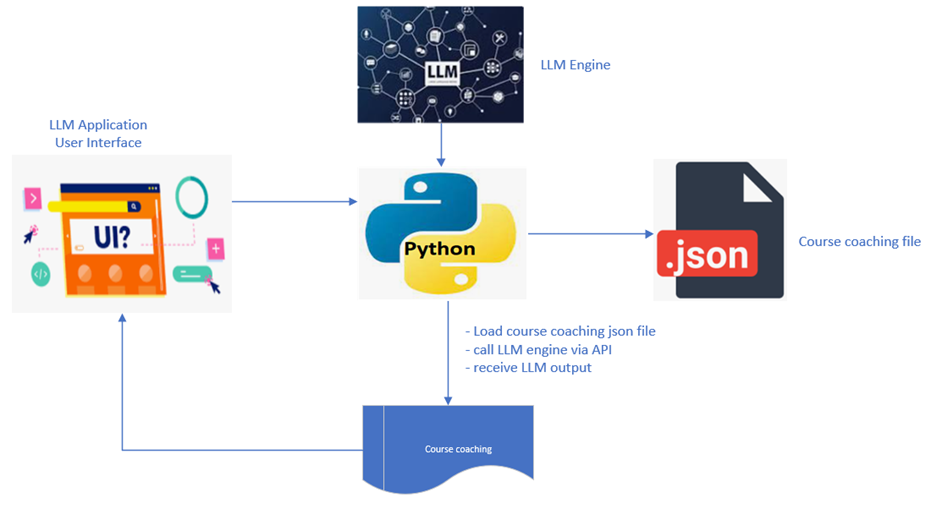 LLM
LLM Engine
LLM Application
User Interface
UI?
Python
.json
Course coaching file
- Load course coaching json file
- call LLM engine via API
- receive LLM output
Course coaching